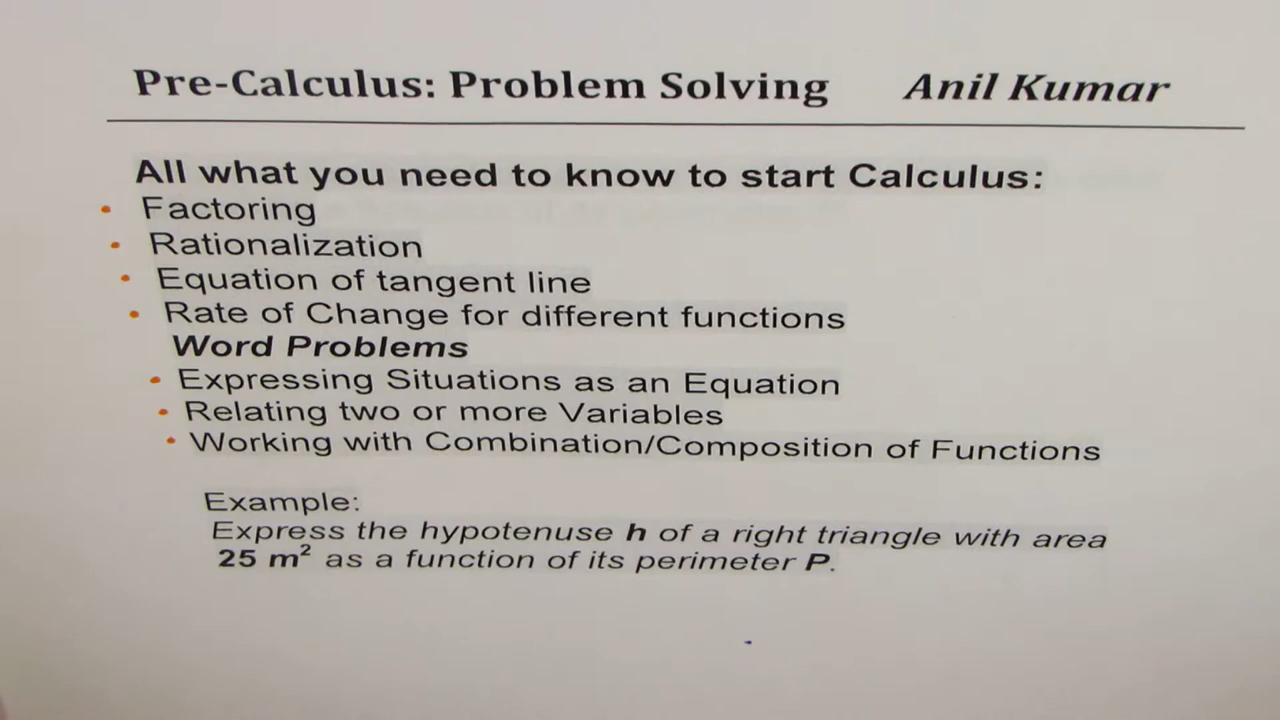 Pre-Calculus: Problem Solving Anil Kumar
All what you need to know to start Calculus:
• Factoring
• Rationalization
• Equation of tangent line
• Rate of Change for different functions
Word Problems
• Expressing Situations as an Equation
• Relating two or more Variables
• Working with Combination/Composition of Functions
Example:
Express the hypotenuse h of a right triangle with area
25 m² as a function of its perimeter P.